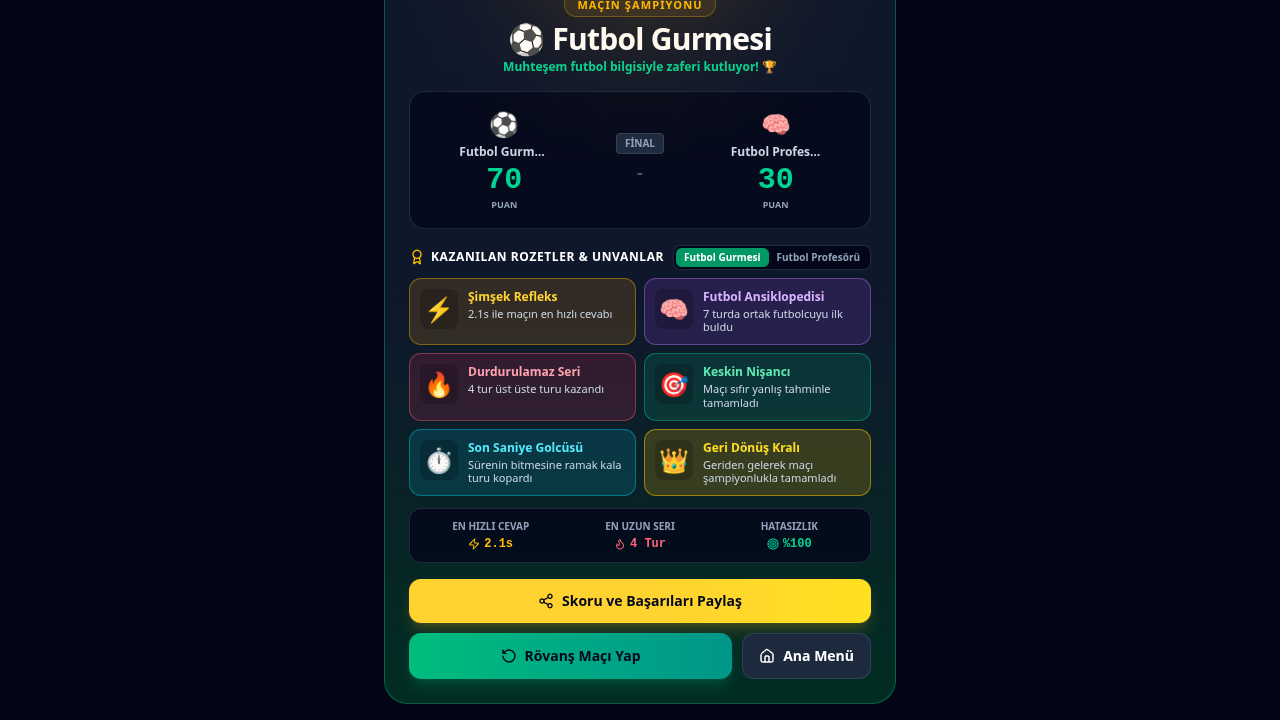 MAÇIN ŞAMPİYONU
⚽ Futbol Gurmesi
Muhteşem futbol bilgisiyle zaferi kutluyor! 🏆
Futbol Gurm...
70
PUAN
FİNAL
-
Futbol Profes...
30
PUAN
KAZANILAN ROZETLER & UNVANLAR
Futbol Gurmesi
Futbol Profesörü
Şimşek Refleks
2.1s ile maçın en hızlı cevabı
Futbol Ansiklopedisi
7 turda ortak futbolcuyu ilk
buldu
Durdurulamaz Seri
4 tur üst üste turu kazandı
Keskin Nişancı
Maçı sıfır yanlış tahminle
tamamladı
Son Saniye Golcüsü
Sürenin bitmesine ramak kala
turu kopardı
Geri Dönüş Kralı
Geriden gelerek maçı
şampiyonlukla tamamladı
EN HIZLI CEVAP
2.1s
EN UZUN SERI
4 Tur
HATASIZLIK
%100
Skoru ve Başarıları Paylaş
Rövanş Maçı Yap
Ana Menü